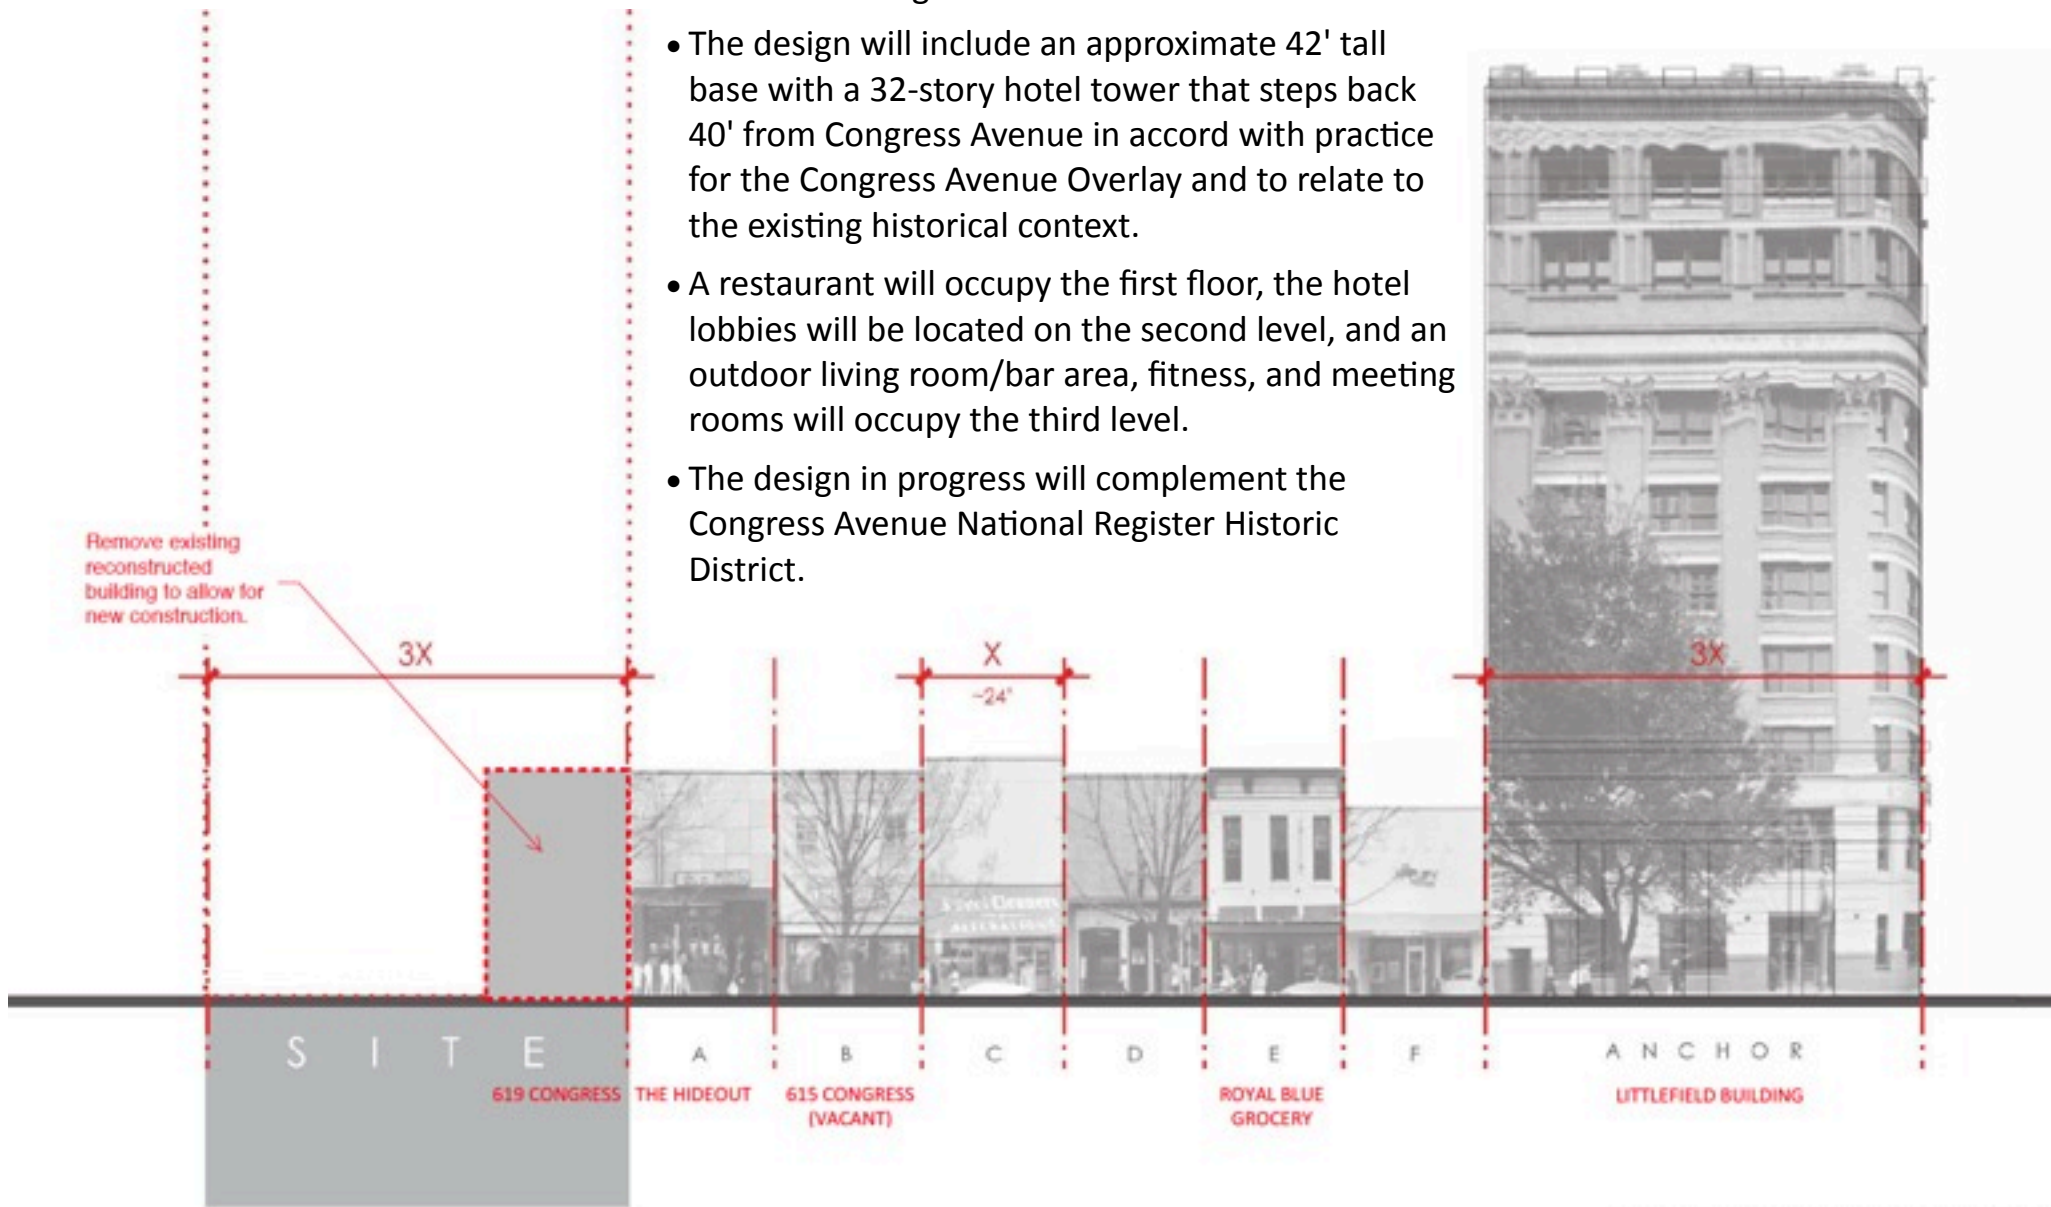 • The design will include an approximate 42' tall
base with a 32-story hotel tower that steps back
40' from Congress Avenue in accord with practice
for the Congress Avenue Overlay and to relate to
the existing historical context.
• A restaurant will occupy the first floor, the hotel
lobbies will be located on the second level, and an
outdoor living room/bar area, fitness, and meeting
rooms will occupy the third level.
• The design in progress will complement the
Congress Avenue National Register Historic
District.
Remove existing
reconstructed
building to allow for
new construction.
3X
X
~24'
3X
Cleaners
ALTERATIONS
SITE
A
B
C
D
E
F
ANCHOR
619 CONGRESS
THE HIDEOUT
615 CONGRESS
(VACANT)
ROYAL BLUE
GROCERY
LITTLEFIELD BUILDING